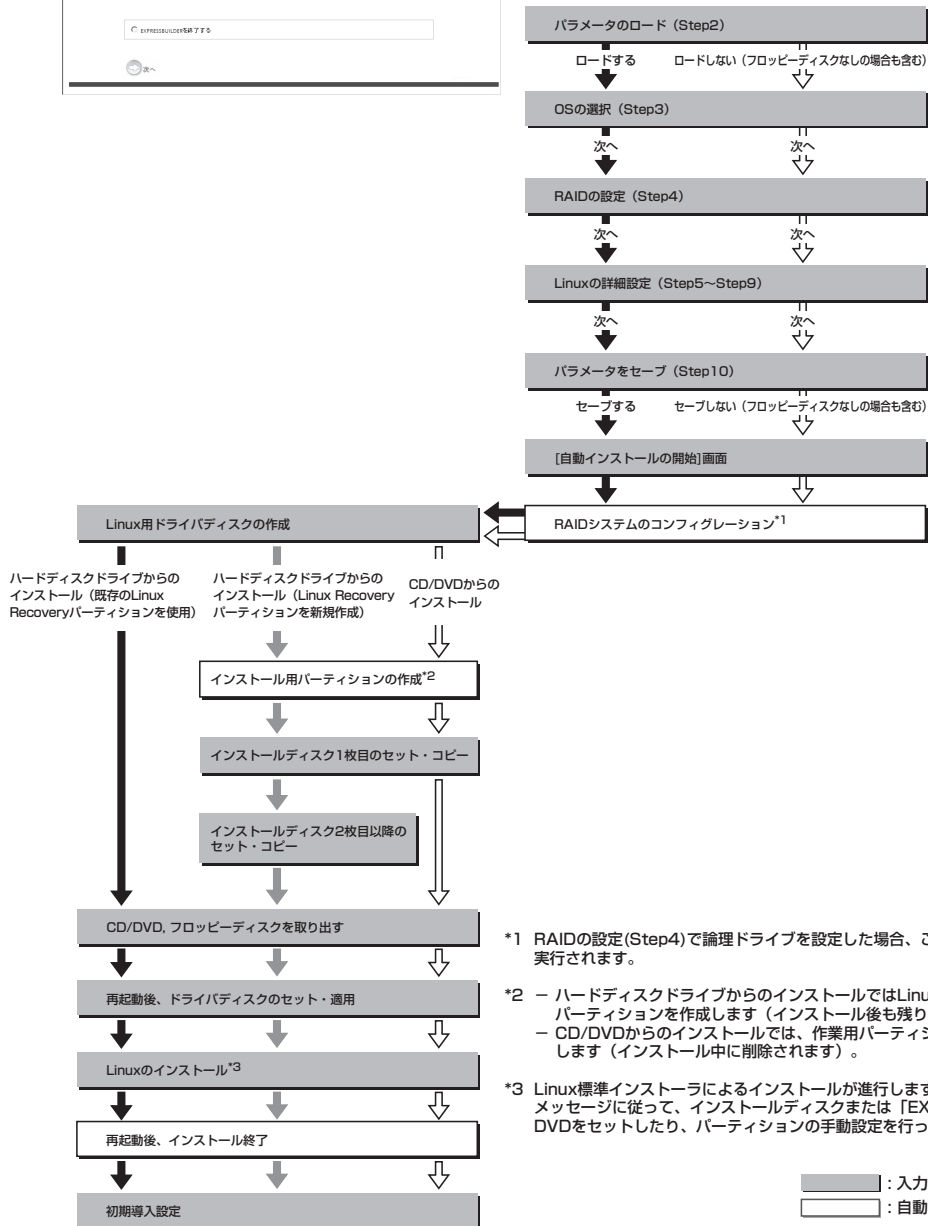 EXPRESSBUILDERを終了する
次へ
パラメータのロード（Step2）
ロードする
ロードしない（フロッピーディスクなしの場合も含む）
OSの選択（Step3）
次へ
次へ
RAIDの設定（Step4）
次へ
次へ
Linuxの詳細設定（Step5〜Step9）
次へ
次へ
パラメータをセーブ（Step10）
セーブする
セーブしない（フロッピーディスクなしの場合も含む）
[自動インストールの開始]画面
RAIDシステムのコンフィグレーション*1
Linux用ドライバディスクの作成
ハードディスクドライブからの
インストール（既存のLinux
Recoveryパーティションを使用）
ハードディスクドライブからの
インストール（Linux Recovery
パーティションを新規作成）
CD/DVDからの
インストール
インストール用パーティションの作成*2
インストールディスク1枚目のセット・コピー
インストールディスク2枚目以降の
セット・コピー
CD/DVD, フロッピーディスクを取り出す
再起動後、ドライバディスクのセット・適用
Linuxのインストール*3
再起動後、インストール終了
初期導入設定
*1 RAIDの設定(Step4)で論理ドライブを設定した場合、こ
実行されます。
*2 − ハードディスクドライブからのインストールではLinu
パーティションを作成します（インストール後も残り
− CD/DVDからのインストールでは、作業用パーティシ
します（インストール中に削除されます）。
*3 Linux標準インストーラによるインストールが進行します
メッセージに従って、インストールディスクまたは「EX
DVDをセットしたり、パーティションの手動設定を行っ
：入力
：自動